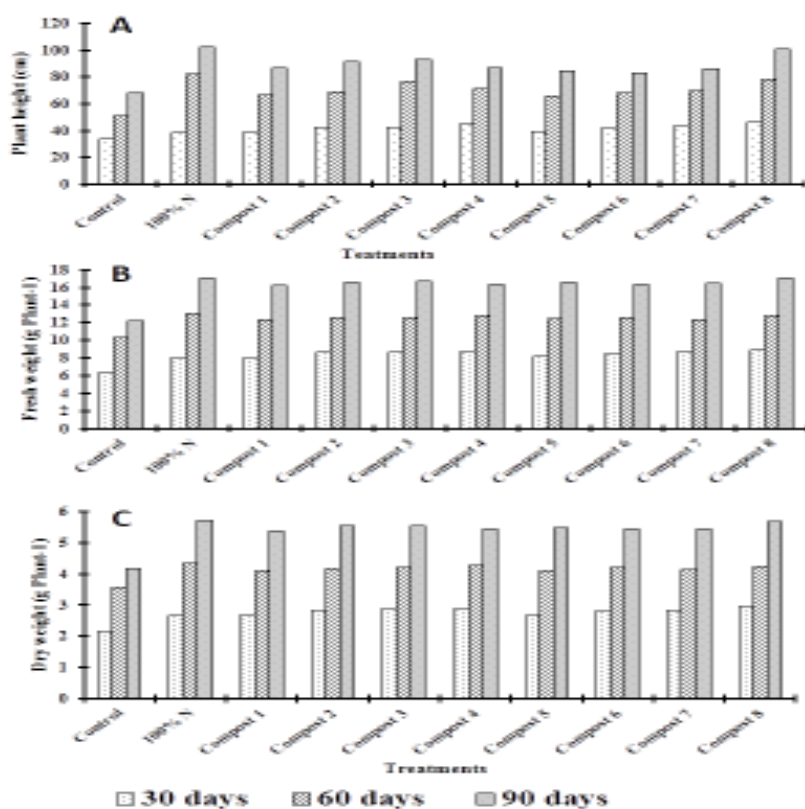 A
Plant height (cm)
120
100
80
60
40
20
0
Control
100% N
Compost 1
Compost 2
Compost 3
Compost 4
Compost 5
Compost 6
Compost 7
Compost 8
Teatments
B
Fresh weight (g Plant-1)
18
16
14
12
10
8
6
4
2
0
Control
100% N
Compost 1
Compost 2
Compost 3
Compost 4
Compost 5
Compost 6
Compost 7
Compost 8
C
Dry weight (g Plant-1)
6
5
4
3
2
1
0
Control
100% N
Compost 1
Compost 2
Compost 3
Compost 4
Compost 5
Compost 6
Compost 7
Compost 8
Treatments
30 days 60 days 90 days